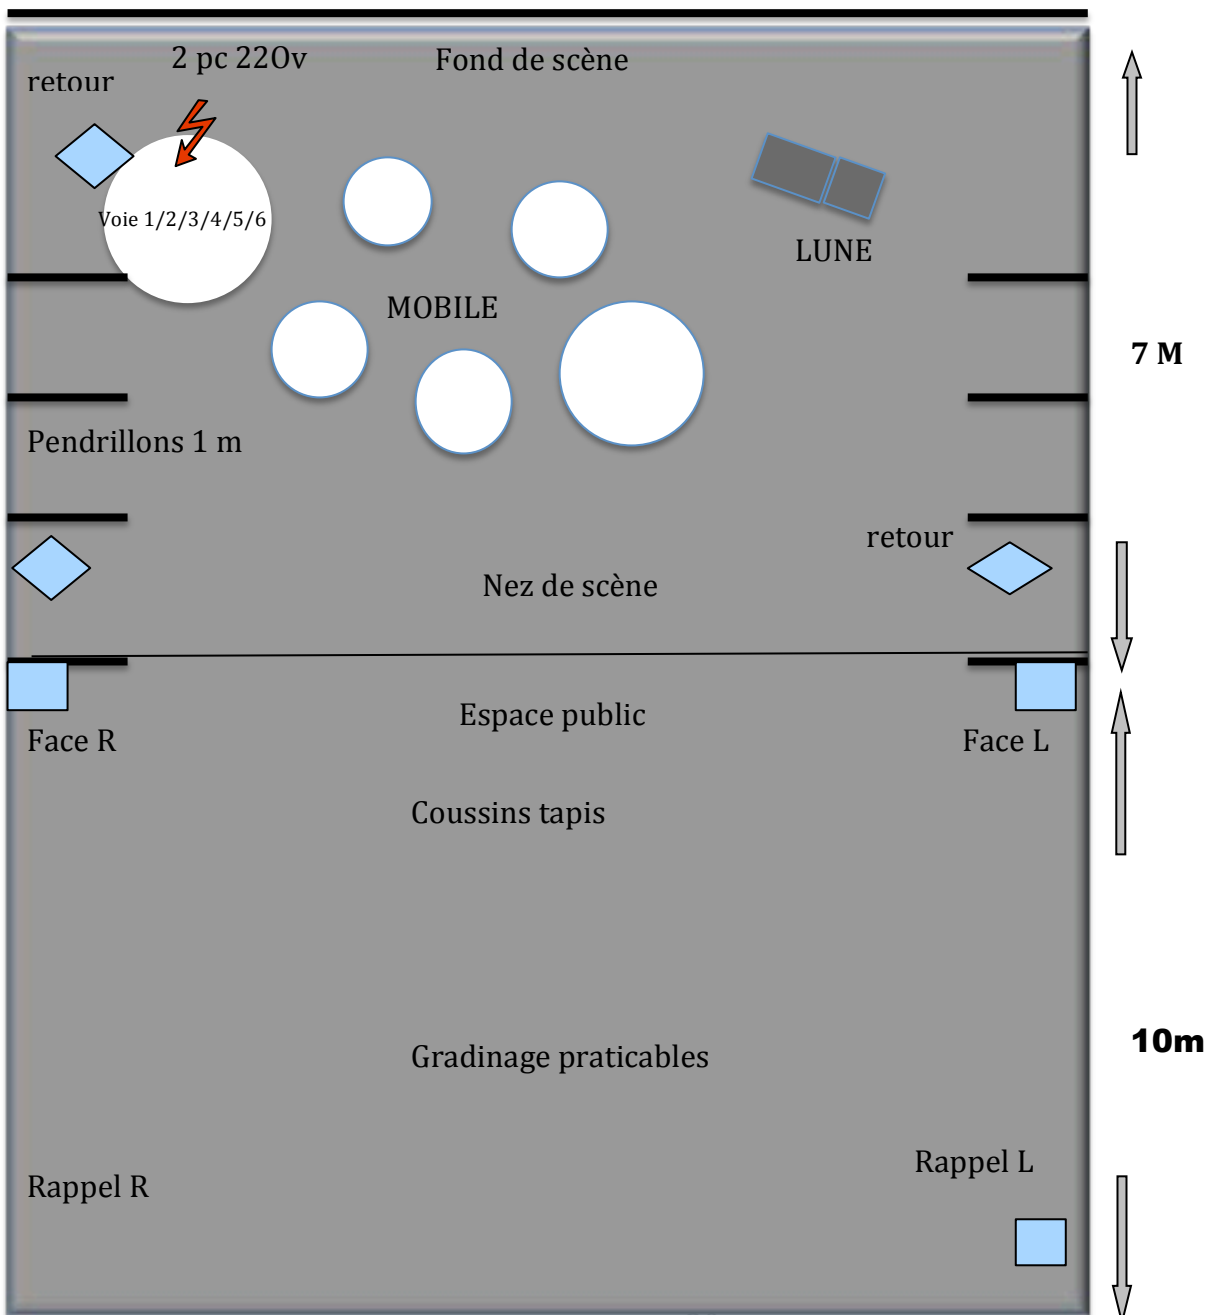 2 pc 22Ov
Fond de scène
retour
Voie 1/2/3/4/5/6
LUNE
MOBILE
7 M
Pendrillons 1 m
retour
Nez de scène
Espace public
Face R
Face L
Coussins tapis
10m
Gradinage praticables
Rappel L
Rappel R